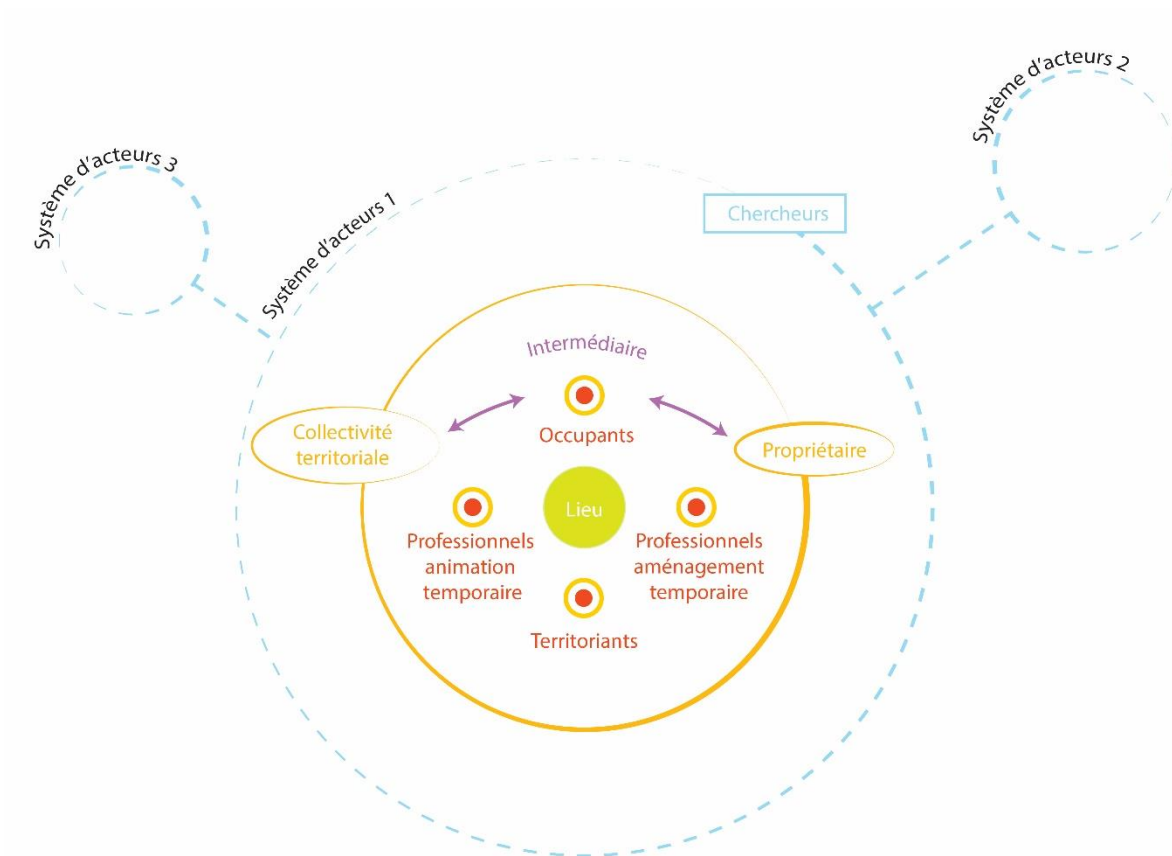 Système d'acteurs 2
Système d'acteurs 3
Système d'acteurs 1
Chercheurs
Intermédiaire
Collectivité
territoriale
Occupants
Propriétaire
Lieu
Professionnels
animation
temporaire
Professionnels
aménagement
temporaire
Territoriants